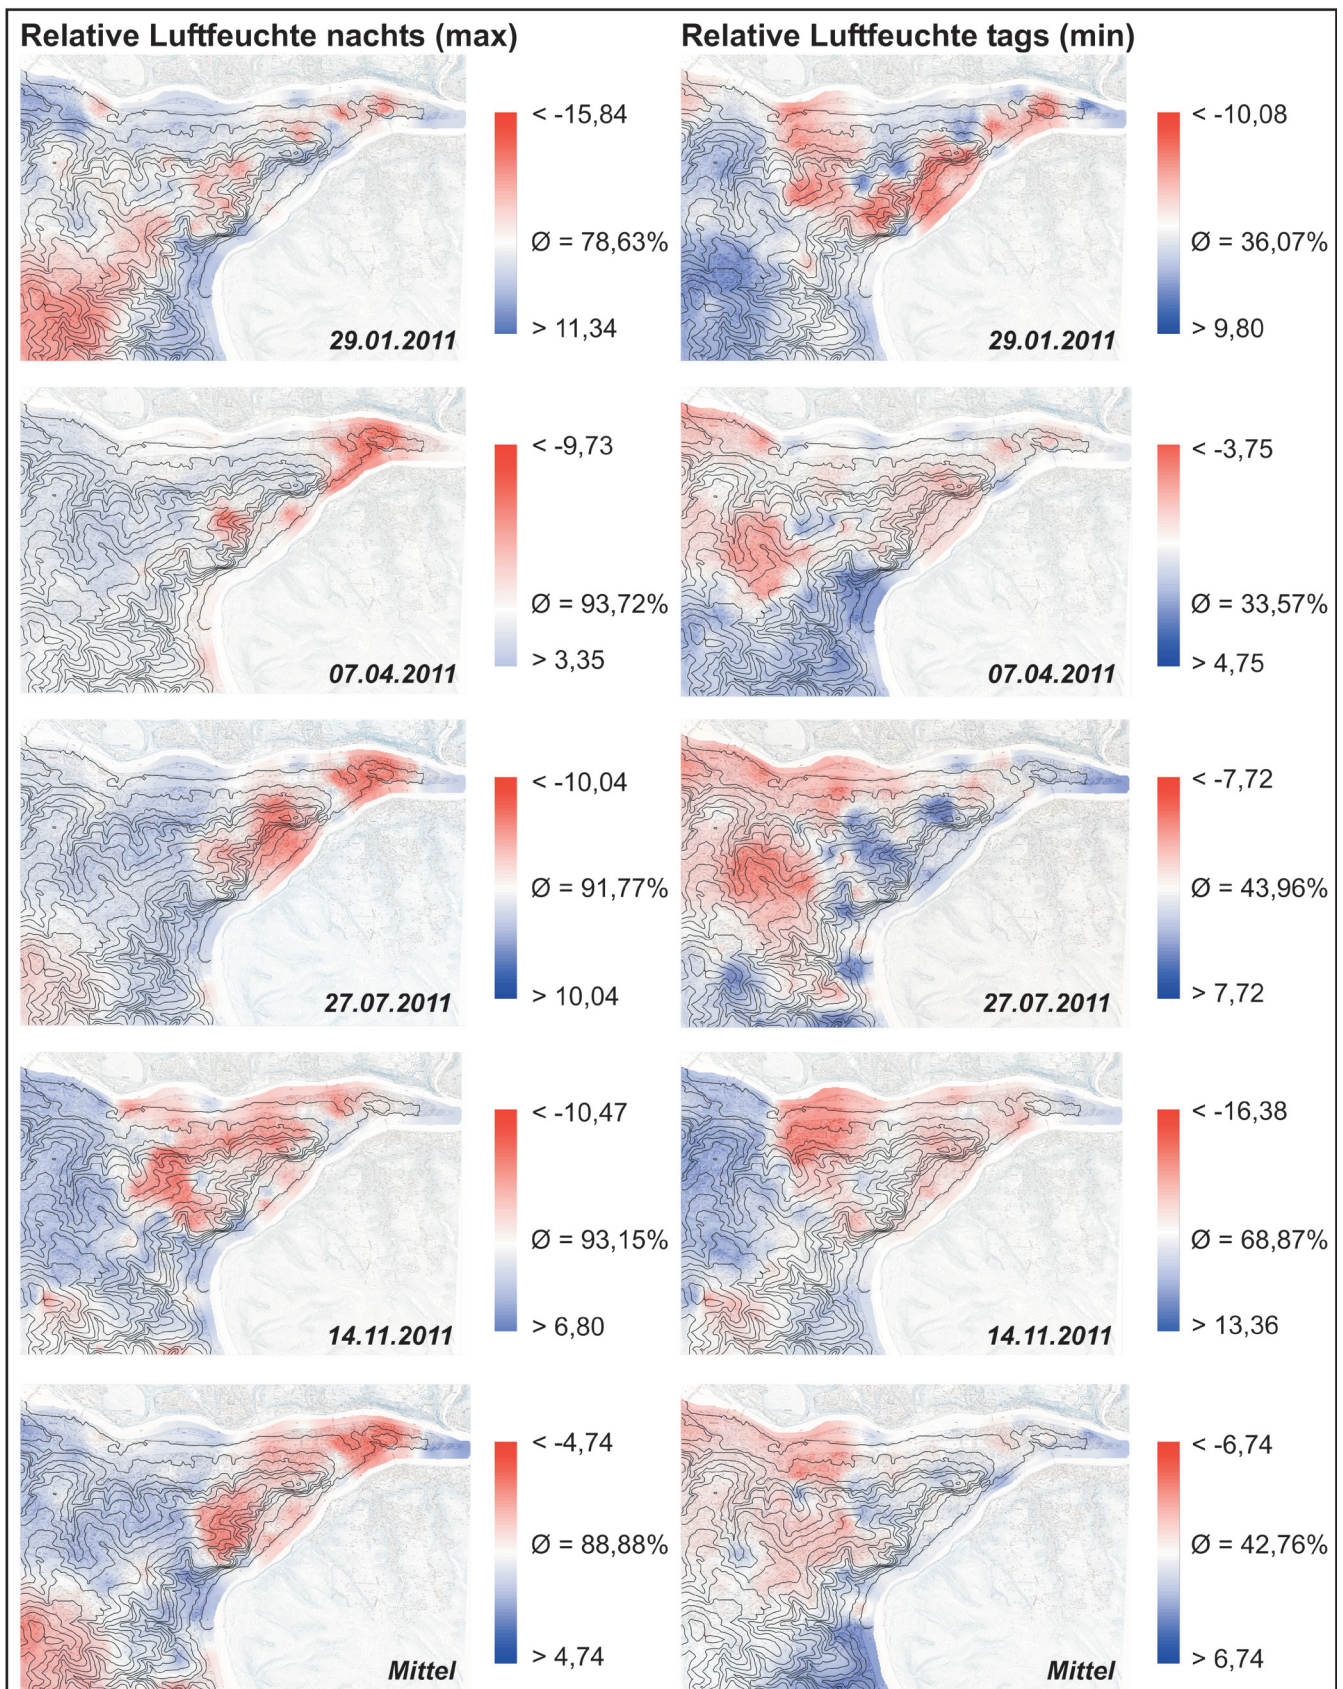 Relative Luftfeuchte nachts (max)
Relative Luftfeuchte tags (min)
< -15,84
Ø = 78,63%
> 11,34
29.01.2011
< -10,08
Ø = 36,07%
> 9,80
29.01.2011
< -9,73
Ø = 93,72%
> 3,35
07.04.2011
< -3,75
Ø = 33,57%
> 4,75
07.04.2011
< -10,04
Ø = 91,77%
> 10,04
27.07.2011
< -7,72
Ø = 43,96%
> 7,72
27.07.2011
< -10,47
Ø = 93,15%
> 6,80
14.11.2011
< -16,38
Ø = 68,87%
> 13,36
14.11.2011
< -4,74
Ø = 88,88%
> 4,74
Mittel
< -6,74
Ø = 42,76%
> 6,74
Mittel